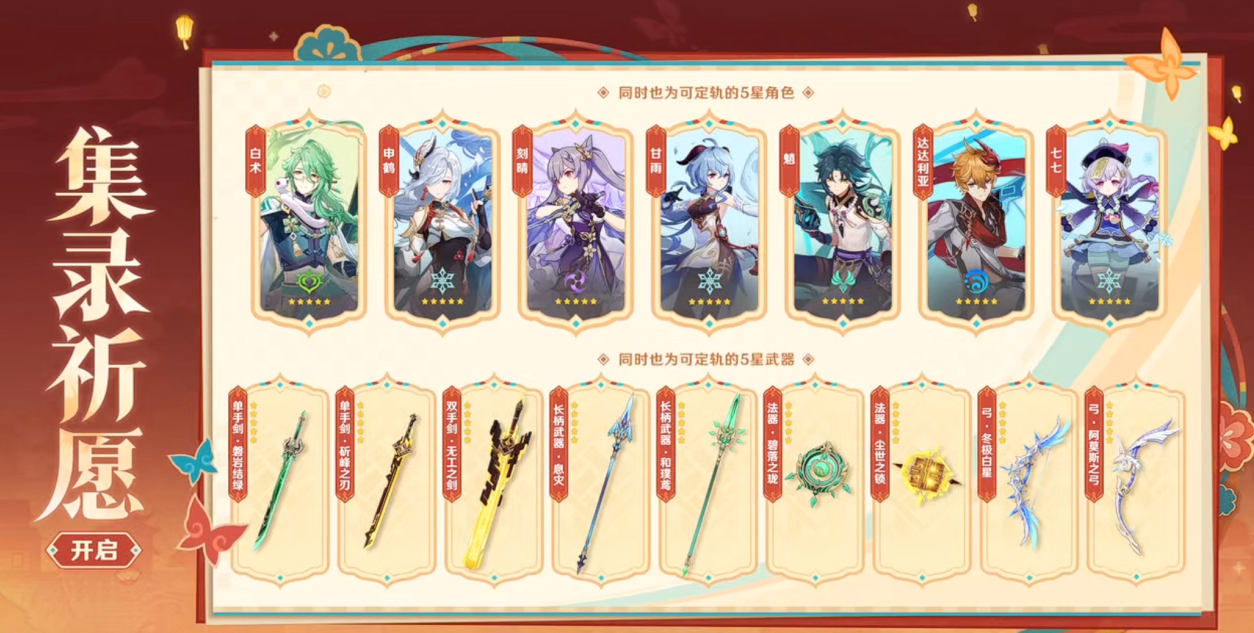 集录祈愿
开启
同时也为可定轨的5星角色
白术
申鹤
刻晴
甘雨
魈
达达利亚
七七
同时也为可定轨的5星武器
单手剑·磐岩结绿
单手剑·斫峰之刃
双手剑·无工之剑
长柄武器·息灾
长柄武器·和璞鸢
法器·碧落之珑
法器·尘世之锁
弓·冬极白星
弓·阿莫斯之弓